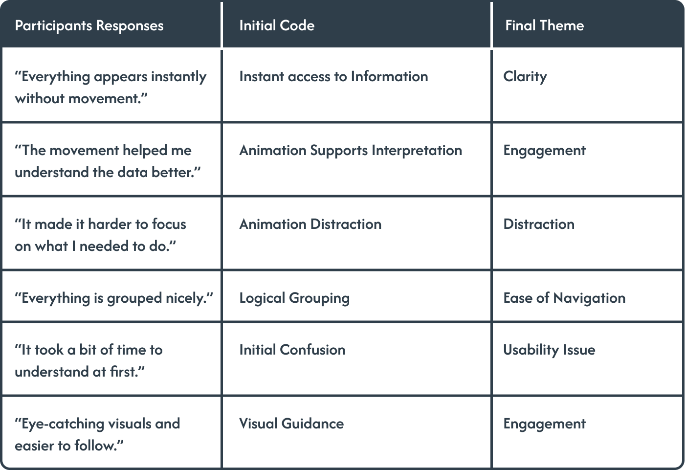 Participants Responses Initial Code Final Theme
“Everything appears instantly Instant access to Information Clarity
without movement.”
“The movement helped me Animation Supports Interpretation Engagement
understand the data better.”
“It made it harder to focus Animation Distraction Distraction
on what I needed to do.”
“Everything is grouped nicely.” Logical Grouping Ease of Navigation
“It took a bit of time to Initial Confusion Usability Issue
understand at first.”
“Eye-catching visuals and Visual Guidance Engagement
easier to follow.”